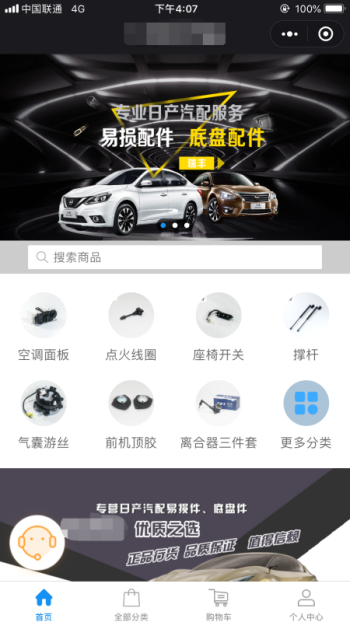 中国联通 4G 下午4:07 100%
专业日产汽配服务
易损配件 底盘配件
搜索商品
空调面板 点火线圈 座椅开关 撑杆
气囊游丝 前机顶胶 离合器三件套 更多分类
专营日产汽配易损件、底盘件
优质之选
正品行货 品质保证 值得信赖
首页 全部分类 购物车 个人中心